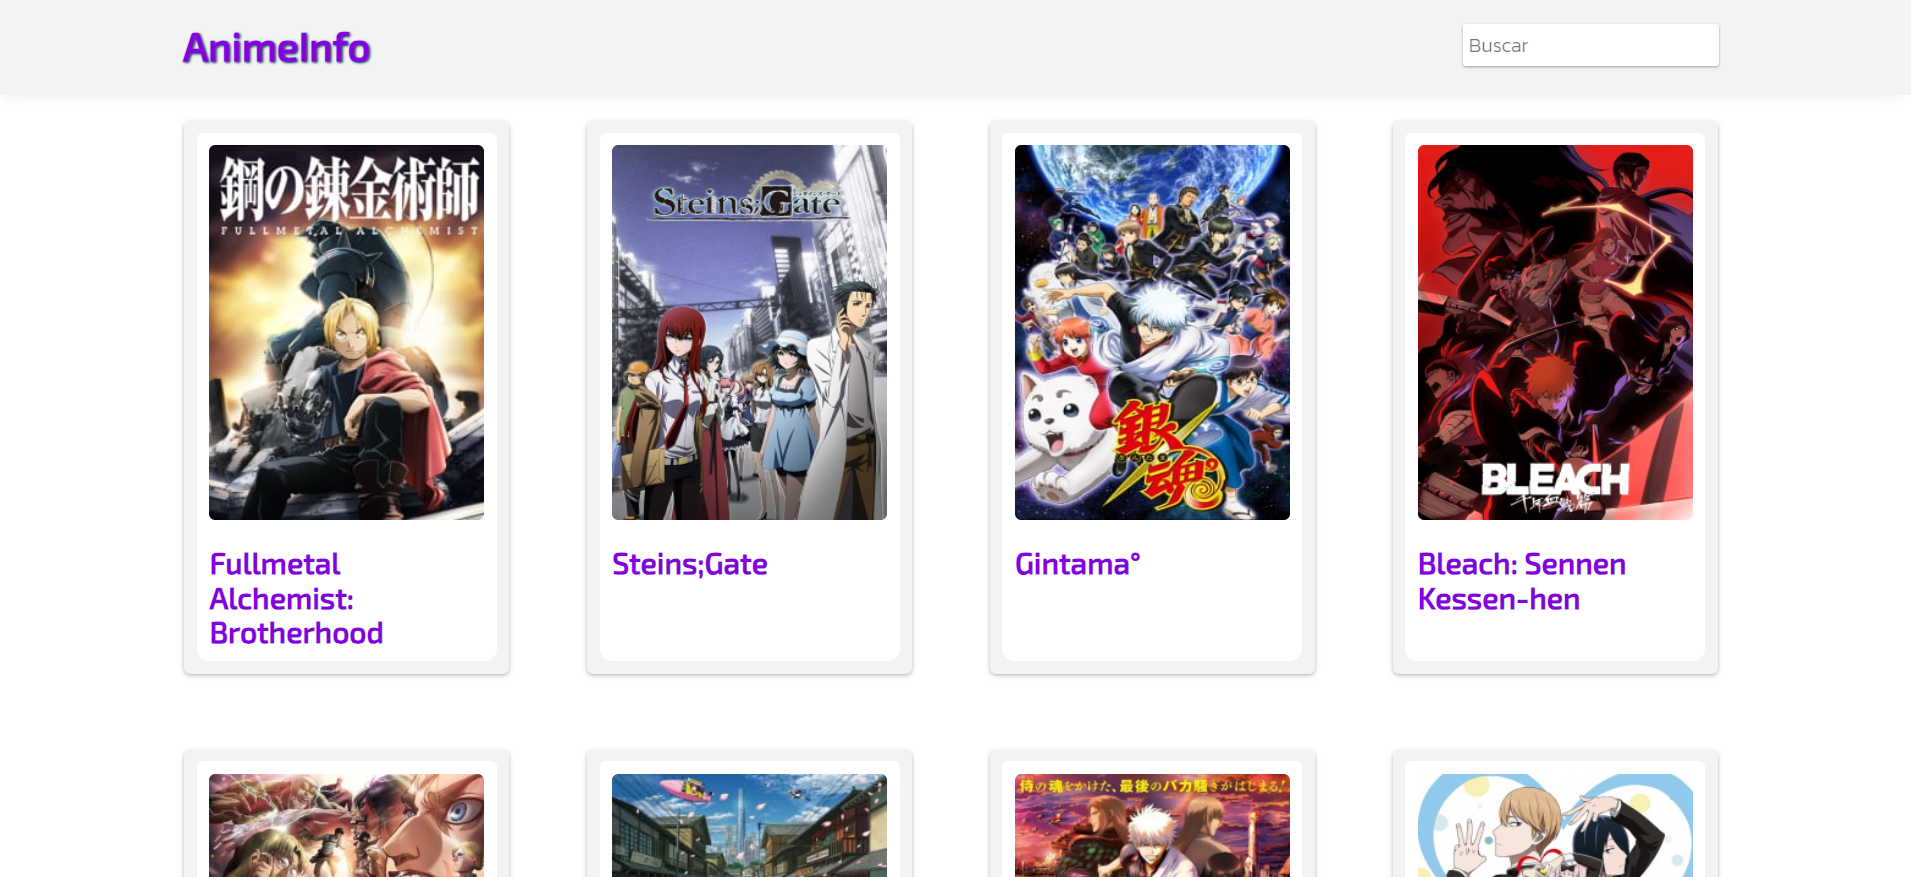 AnimeInfo
Buscar
鋼の錬金術師
FULLMETAL ALCHEMIST
Steins;Gate
銀魂°
BLEACH
千年血戦篇
Fullmetal
Alchemist:
Brotherhood
Steins;Gate
Gintama°
Bleach: Sennen
Kessen-hen
侍の魂をかけた、最後のバカ騒ぎがはじまる!